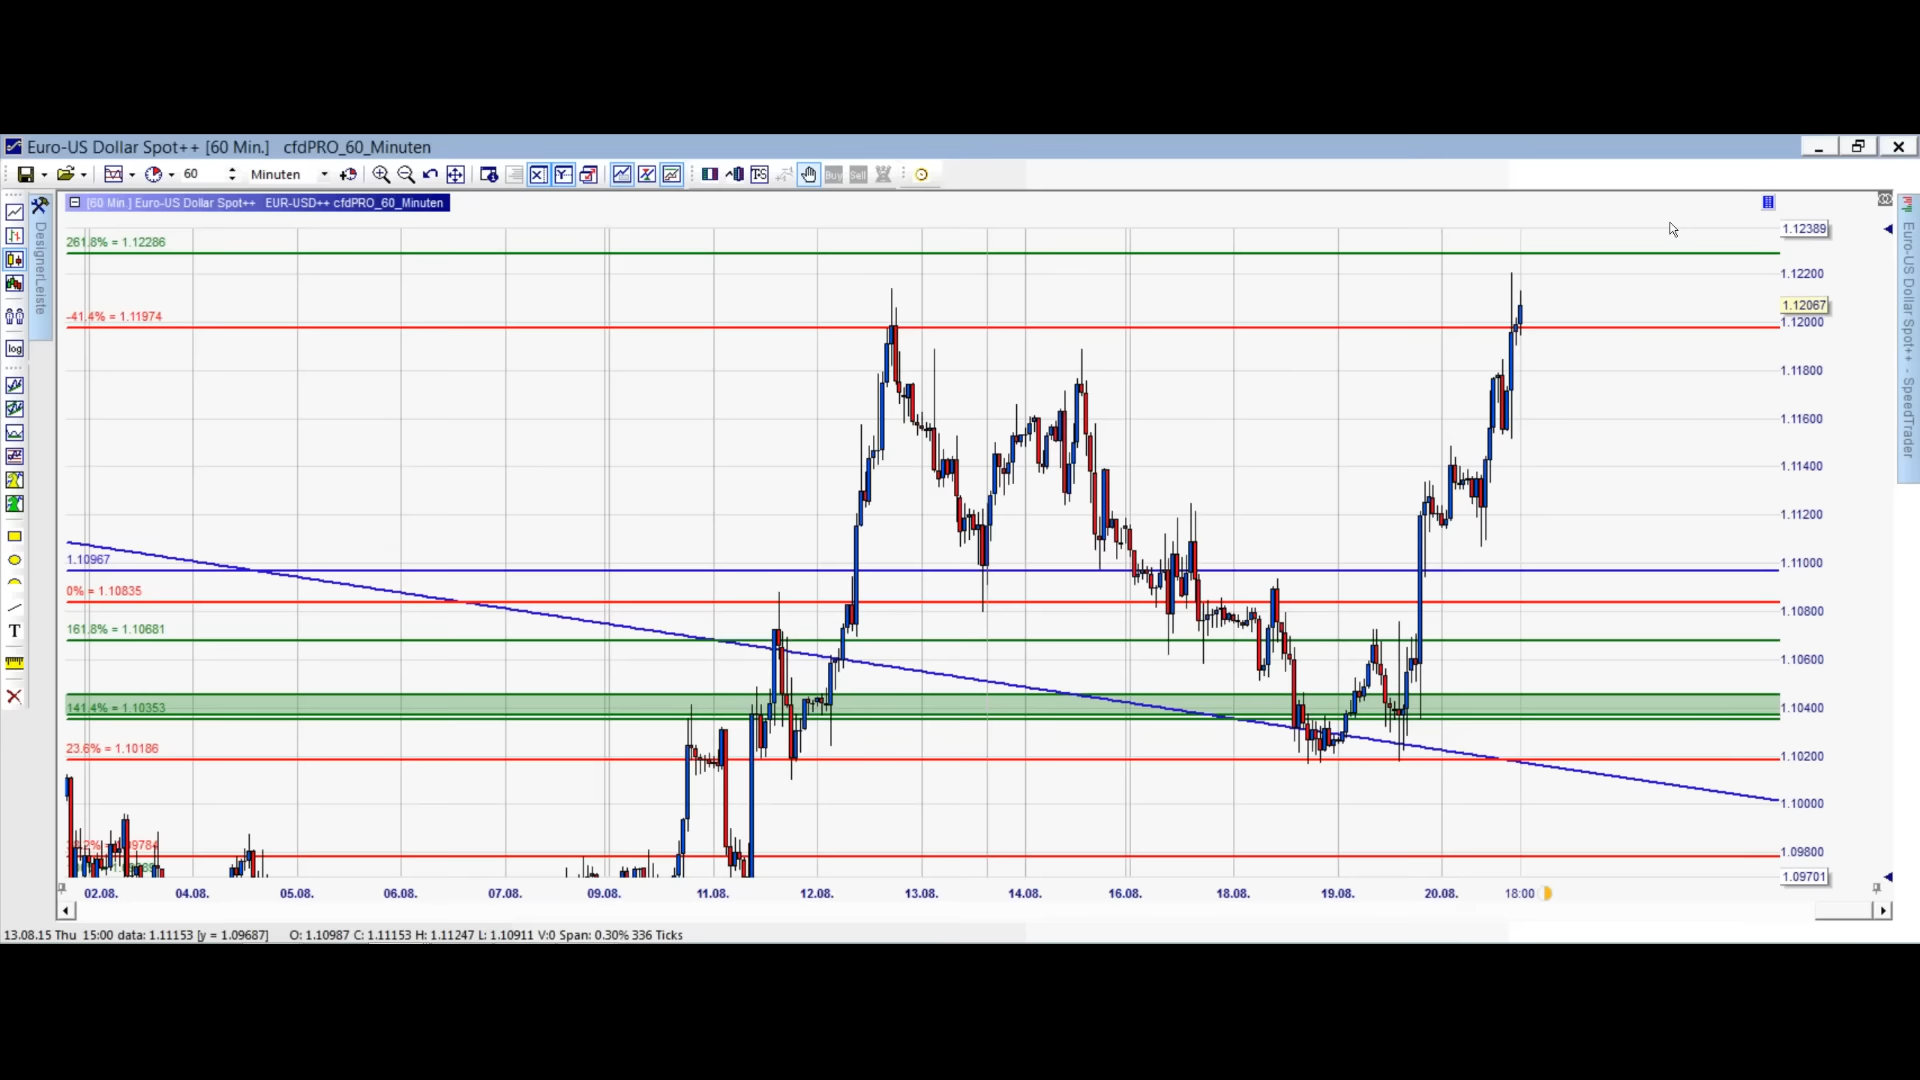 Euro-US Dollar Spot++ [60 Min.] cfdPRO_60_Minuten
60 Minuten TS Buy Sell
[60 Min.] Euro-US Dollar Spot++ EUR-USD++ cfdPRO_60_Minuten
DesignerLeiste
log
T
Euro-US Dollar Spot++ - SpeedTrader
261,8% = 1.12286
-41,4% = 1.11974
1.10967
0% = 1.10835
161,8% = 1.10681
141,4% = 1.10353
23,6% = 1.10186
1.12389
1.12200
1.12067
1.12000
1.11800
1.11600
1.11400
1.11200
1.11000
1.10800
1.10600
1.10400
1.10200
1.10000
1.09800
1.09701
02.08. 04.08. 05.08. 06.08. 07.08. 09.08. 11.08. 12.08. 13.08. 14.08. 16.08. 18.08. 19.08. 20.08. 18:00
13.08.15 Thu 15:00 data: 1.11153 [y = 1.09687] O: 1.10987 C: 1.11153 H: 1.11247 L: 1.10911 V:0 Span: 0.30% 336 Ticks